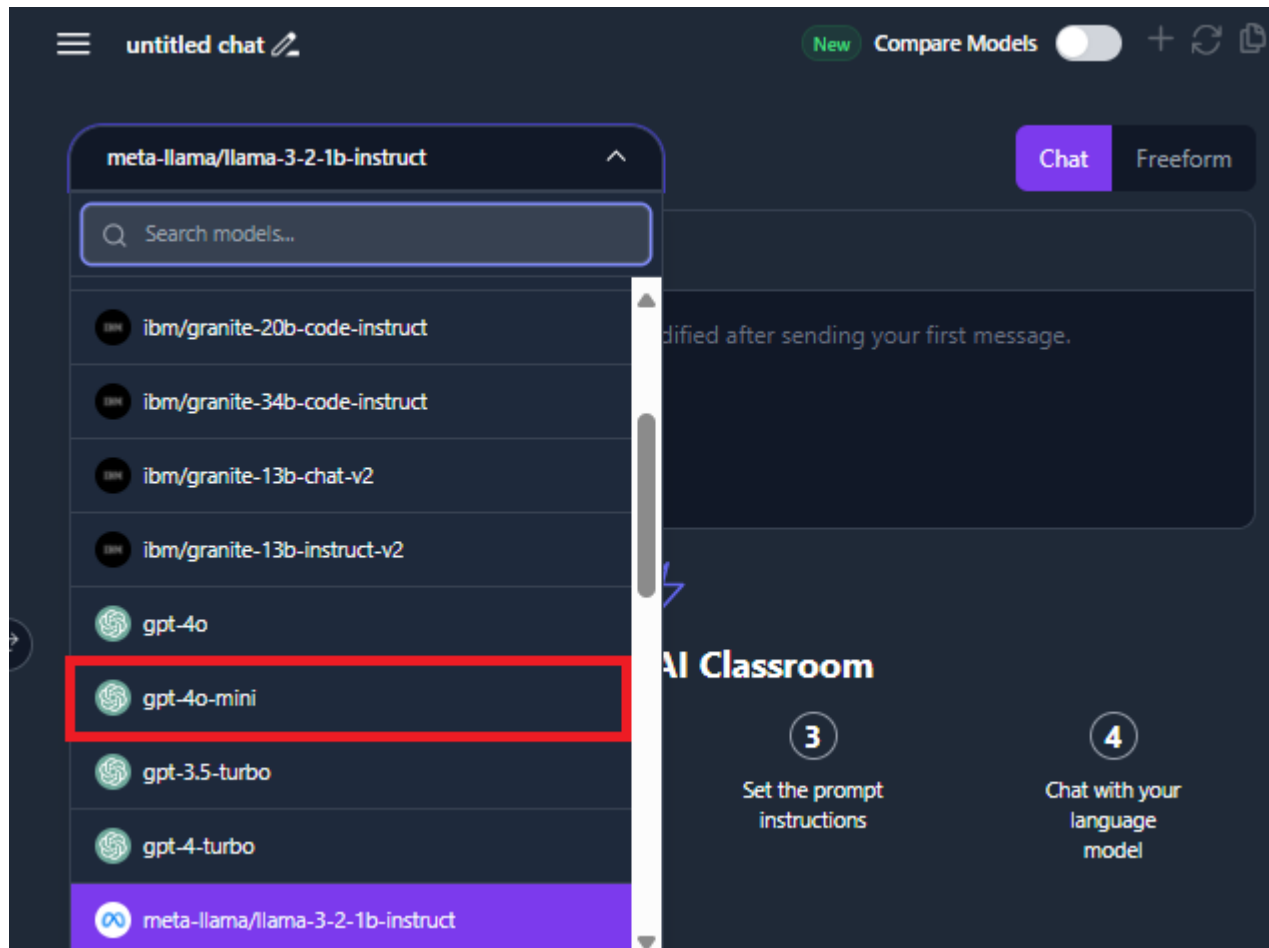 untitled chat
New Compare Models
meta-llama/llama-3-2-1b-instruct
Chat Freeform
Search models...
ibm/granite-20b-code-instruct
dified after sending your first message.
ibm/granite-34b-code-instruct
ibm/granite-13b-chat-v2
ibm/granite-13b-instruct-v2
gpt-4o
AI Classroom
gpt-4o-mini
3
4
gpt-3.5-turbo
Set the prompt
instructions
Chat with your
language
model
gpt-4-turbo
meta-llama/llama-3-2-1b-instruct